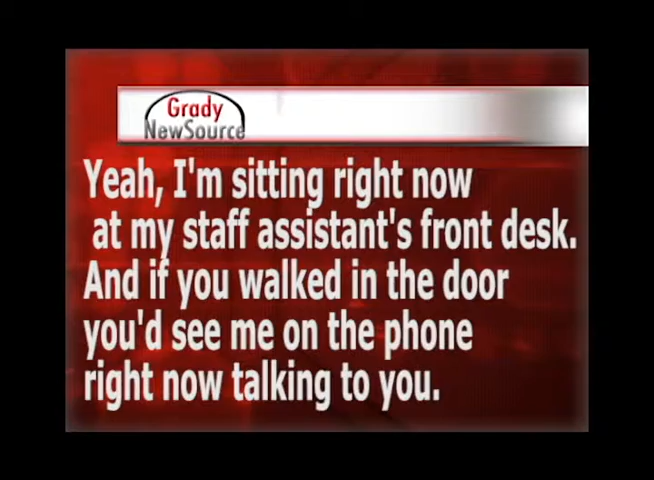 Grady
NewSource
Yeah, I'm sitting right now
at my staff assistant's front desk.
And if you walked in the door
you'd see me on the phone
right now talking to you.